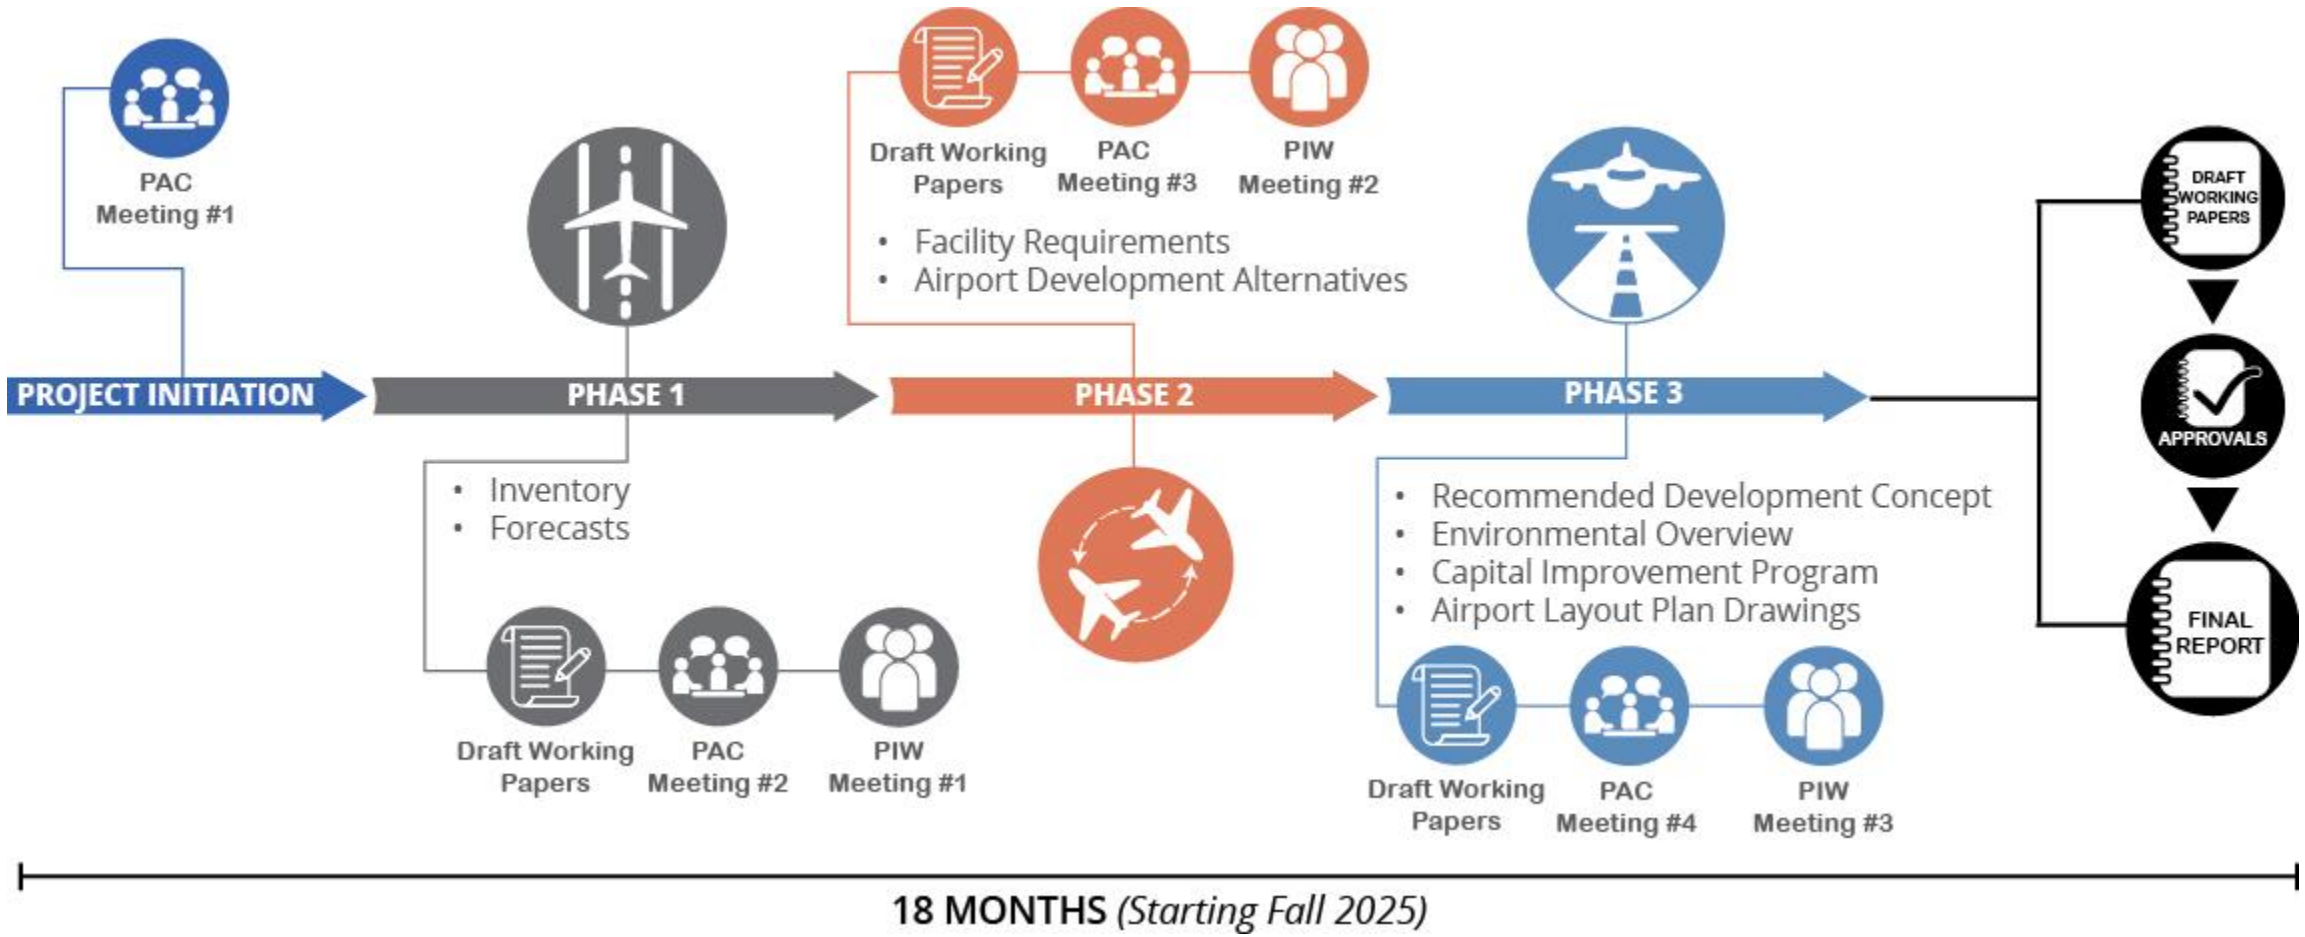 PAC
Meeting #1
PROJECT INITIATION
PHASE 1
• Inventory
• Forecasts
Draft Working
Papers
PAC
Meeting #2
PIW
Meeting #1
Draft Working
Papers
PAC
Meeting #3
PIW
Meeting #2
• Facility Requirements
• Airport Development Alternatives
PHASE 2
PHASE 3
• Recommended Development Concept
• Environmental Overview
• Capital Improvement Program
• Airport Layout Plan Drawings
Draft Working
Papers
PAC
Meeting #4
PIW
Meeting #3
DRAFT
WORKING
PAPERS
APPROVALS
FINAL
REPORT
18 MONTHS (Starting Fall 2025)